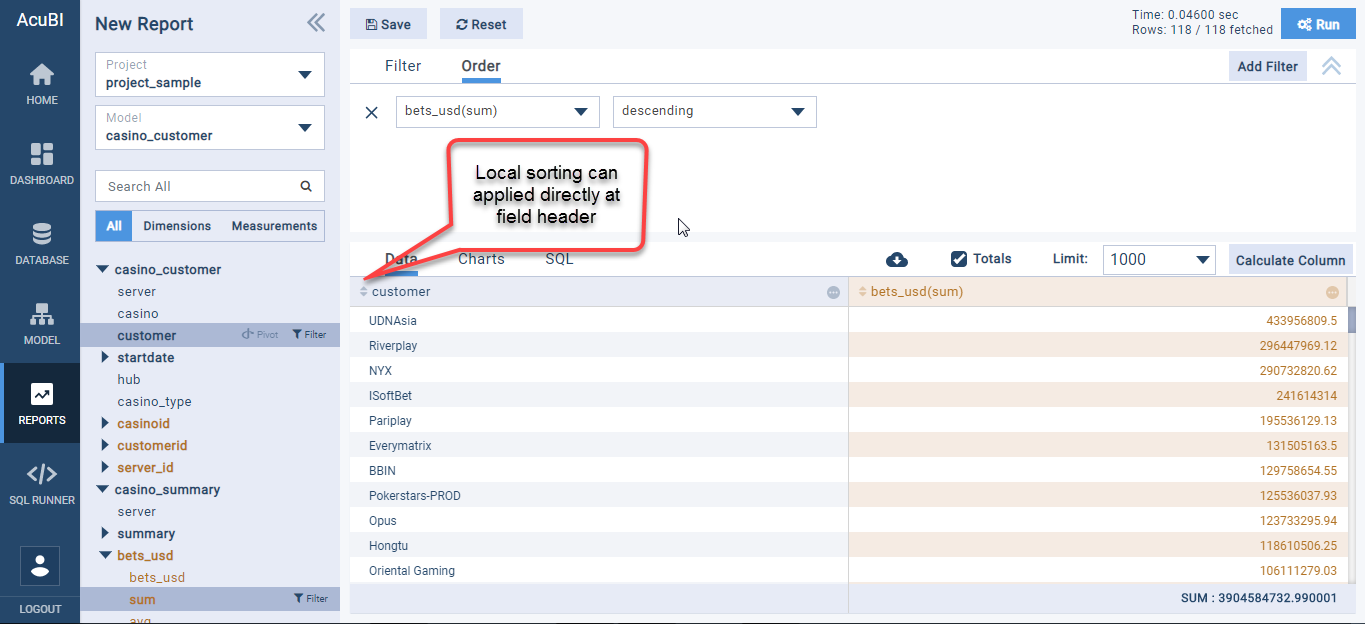 AcuBI
HOME
DASHBOARD
DATABASE
MODEL
REPORTS
SQL RUNNER
LOGOUT
New Report
Project
project_sample
Model
casino_customer
Search All
All Dimensions Measurements
casino_customer
server
casino
customer Pivot Filter
startdate
hub
casino_type
casinoid
customerid
server_id
casino_summary
server
summary
bets_usd
bets_usd
sum Filter
avg
Save Reset
Time: 0.04600 sec
Rows: 118 / 118 fetched
Run
Filter Order
Add Filter
bets_usd(sum) descending
Local sorting can
applied directly at
field header
Data Charts SQL
Totals Limit: 1000 Calculate Column
customer bets_usd(sum)
UDNAsia 433956809.5
Riverplay 296447969.12
NYX 290732820.62
ISoftBet 241614314
Pariplay 195536129.13
Everymatrix 131505163.5
BBIN 129758654.55
Pokerstars-PROD 125536037.93
Opus 123733295.94
Hongtu 118610506.25
Oriental Gaming 106111279.03
SUM : 3904584732.990001